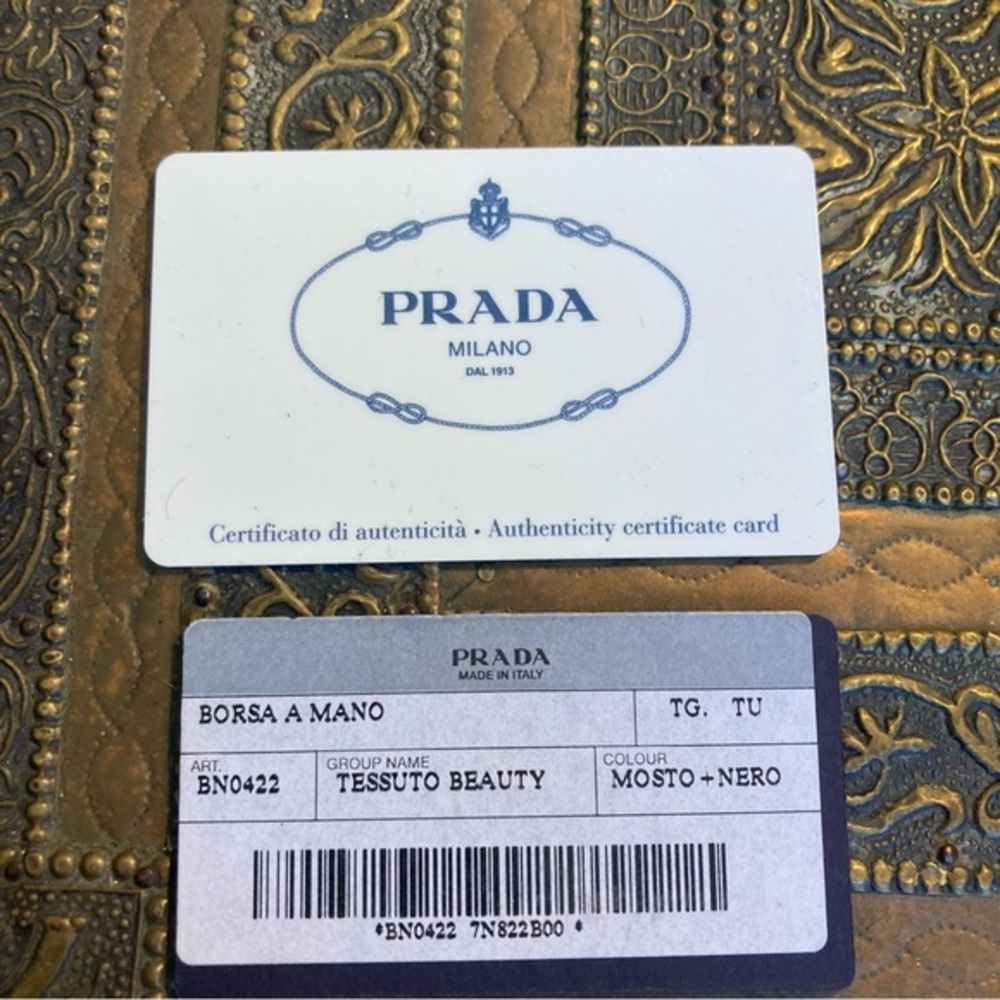 PRADA
MILANO
DAL 1913
Certificato di autenticità • Authenticity certificate card
PRADA
MADE IN ITALY
BORSA A MANO TG. TU
ART. GROUP NAME COLOUR
BN0422 TESSUTO BEAUTY MOSTO+NERO
*BN0422 7N822B00 *